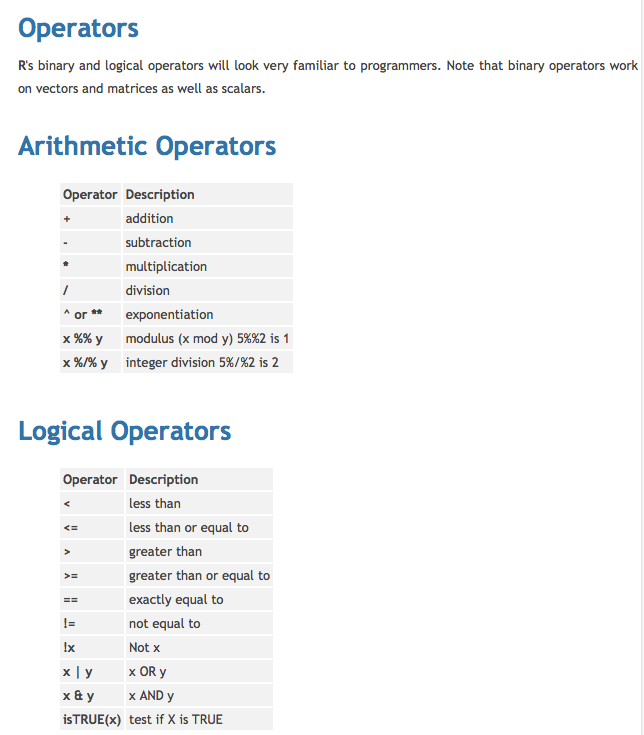 Operators
R's binary and logical operators will look very familiar to programmers. Note that binary operators work
on vectors and matrices as well as scalars.
Arithmetic Operators
Operator Description
+ addition
- subtraction
* multiplication
/ division
^ or ** exponentiation
x %% y modulus (x mod y) 5%%2 is 1
x %/% y integer division 5%/%2 is 2
Logical Operators
Operator Description
< less than
<= less than or equal to
> greater than
>= greater than or equal to
== exactly equal to
!= not equal to
!x Not x
x | y x OR y
x & y x AND y
isTRUE(x) test if X is TRUE